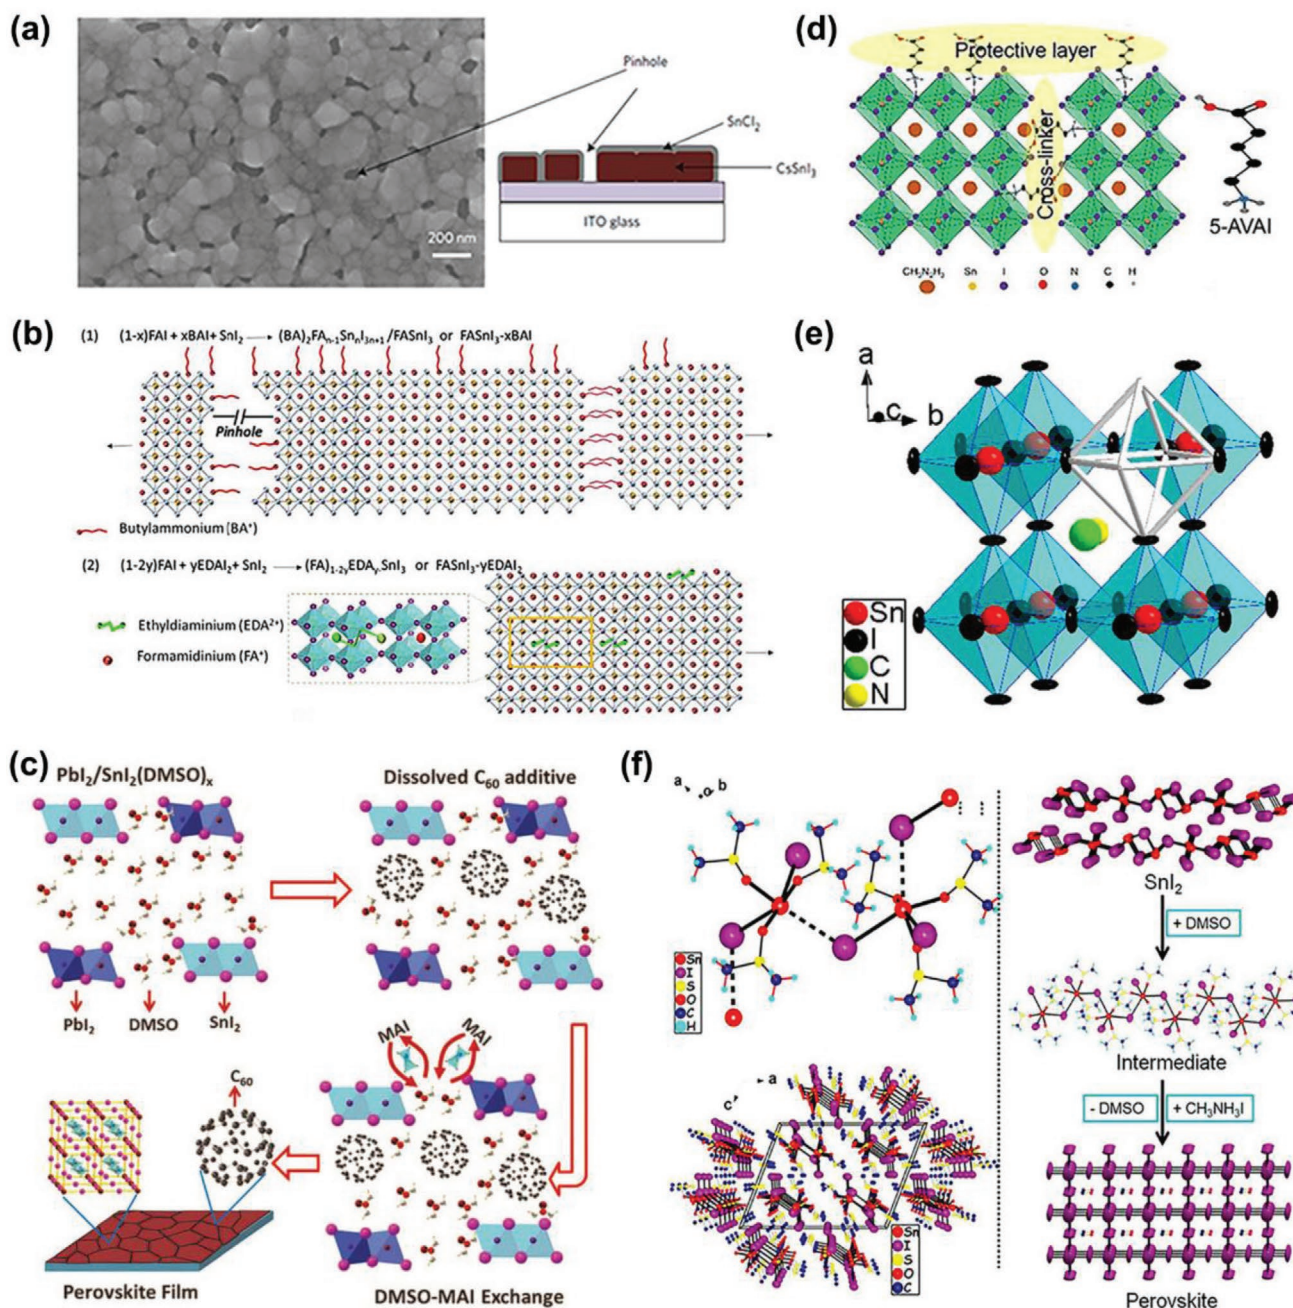 (a)
Pinhole
SnCl₂
CsSnI₃
ITO glass
200 nm
(d)
Protective layer
Cross-linker
5-AVAI
Sn
I
O
N
C
H
(b)
(1) (1-x)FAI + xBAI+ SnI₂ → (BA)₂FAₙ₋₁SnₙI₃ₙ₊₁/FASnI₃ or FASnI₃-xBAI
Pinhole
Butylammonium (BA⁺)
(2) (1-2y)FAI + yEDAI₂+ SnI₂ → (FA)₁₋₂yEDAy.SnI₃ or FASnI₃-yEDAI₂
Ethyldiaminium (EDA²⁺)
Formamidinium (FA⁺)
(e)
a
c
b
Sn
I
C
N
(c)
PbI₂/SnI₂(DMSO)ₓ
Dissolved C₆₀ additive
PbI₂
DMSO
SnI₂
MAI
MAI
C₆₀
Perovskite Film
DMSO-MAI Exchange
(f)
a
b
Sn
I
S
O
C
H
a
c
Sn
I
S
O
C
SnI₂
+ DMSO
Intermediate
- DMSO
+ CH₃NH₃I
Perovskite